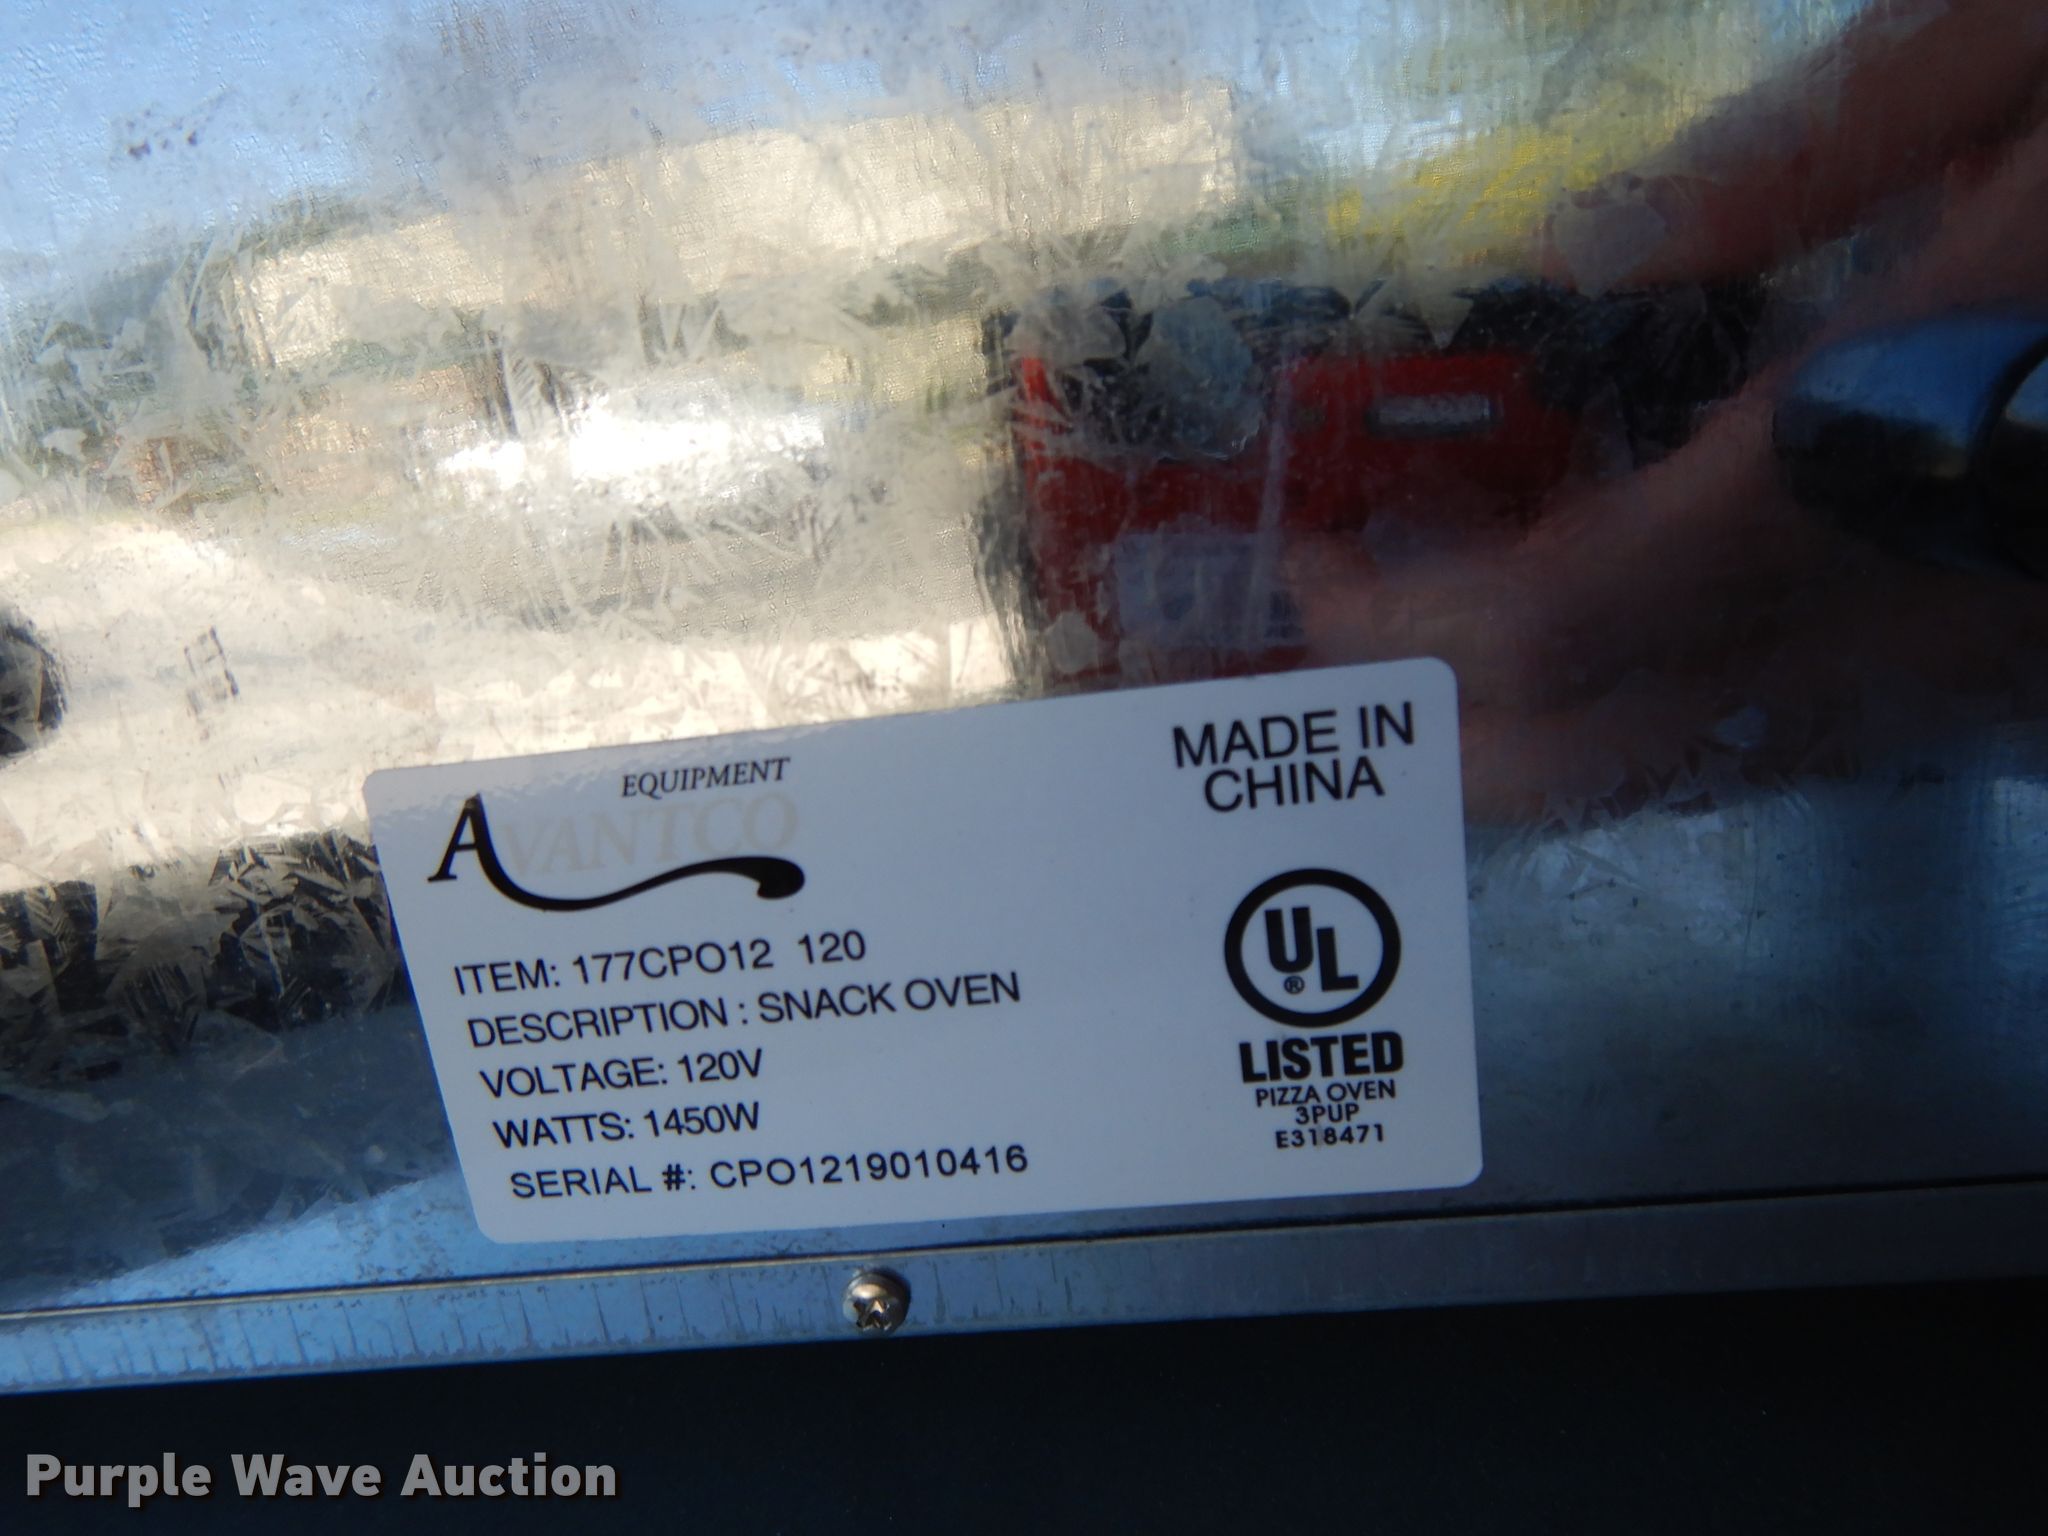 EQUIPMENT
AVANTCO
MADE IN
CHINA
ITEM: 177CPO12 120
DESCRIPTION : SNACK OVEN
VOLTAGE: 120V
WATTS: 1450W
SERIAL #: CPO1219010416
UL
®
LISTED
PIZZA OVEN
3PUP
E318471
Purple Wave Auction